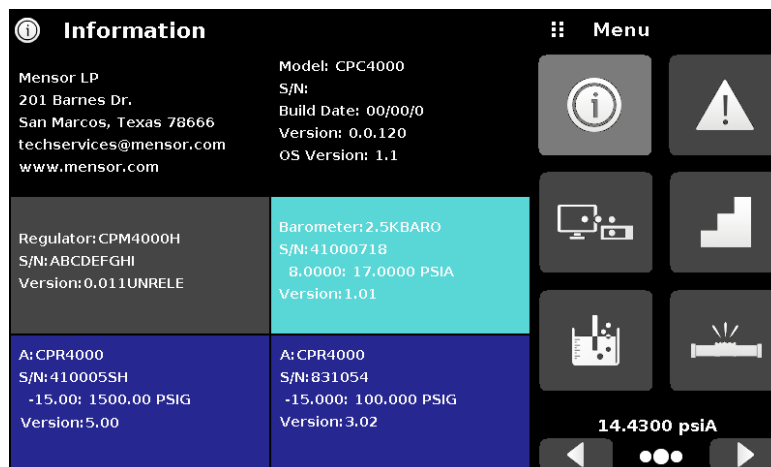 Information
Mensor LP
201 Barnes Dr.
San Marcos, Texas 78666
techservices@mensor.com
www.mensor.com
Model: CPC4000
S/N:
Build Date: 00/00/0
Version: 0.0.120
OS Version: 1.1
Regulator:CPM4000H
S/N:ABCDEFGHI
Version:0.011UNRELE
Barometer:2.5KBARO
S/N:41000718
8.0000: 17.0000 PSIA
Version:1.01
A:CPR4000
S/N:410005SH
-15.00: 1500.00 PSIG
Version:5.00
A:CPR4000
S/N:831054
-15.000: 100.000 PSIG
Version:3.02
Menu
14.4300 psiA